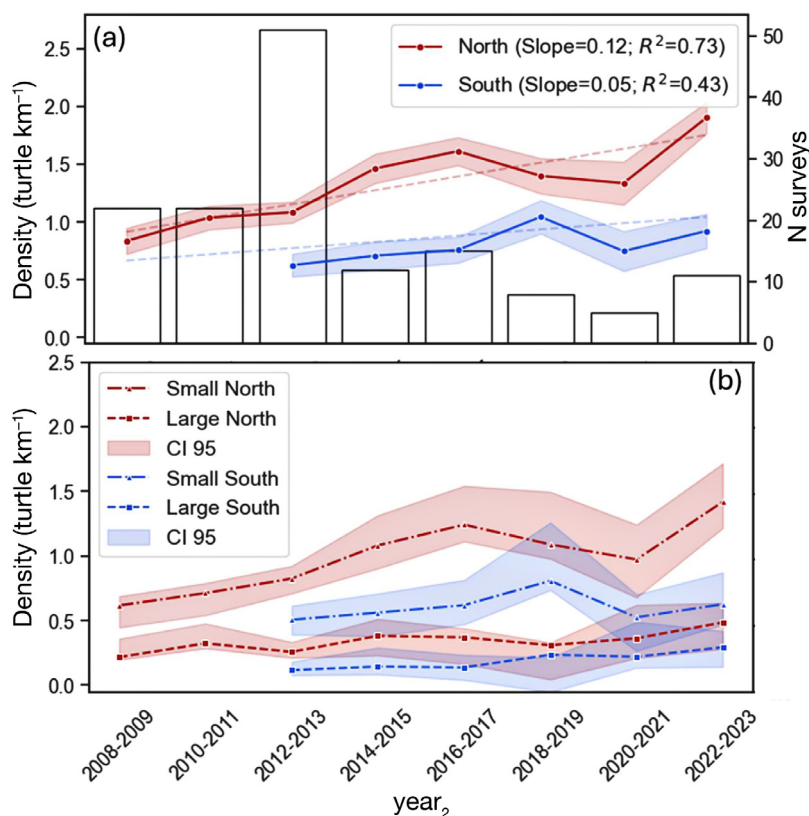 (a)
North (Slope=0.12; R²=0.73)
South (Slope=0.05; R²=0.43)
Density (turtle km⁻¹)
2.5
2.0
1.5
1.0
0.5
0.0
50
40
30
20
10
0
N surveys
(b)
Small North
Large North
CI 95
Small South
Large South
CI 95
Density (turtle km⁻¹)
2.5
2.0
1.5
1.0
0.5
0.0
2008-2009
2010-2011
2012-2013
2014-2015
2016-2017
2018-2019
2020-2021
2022-2023
year₂